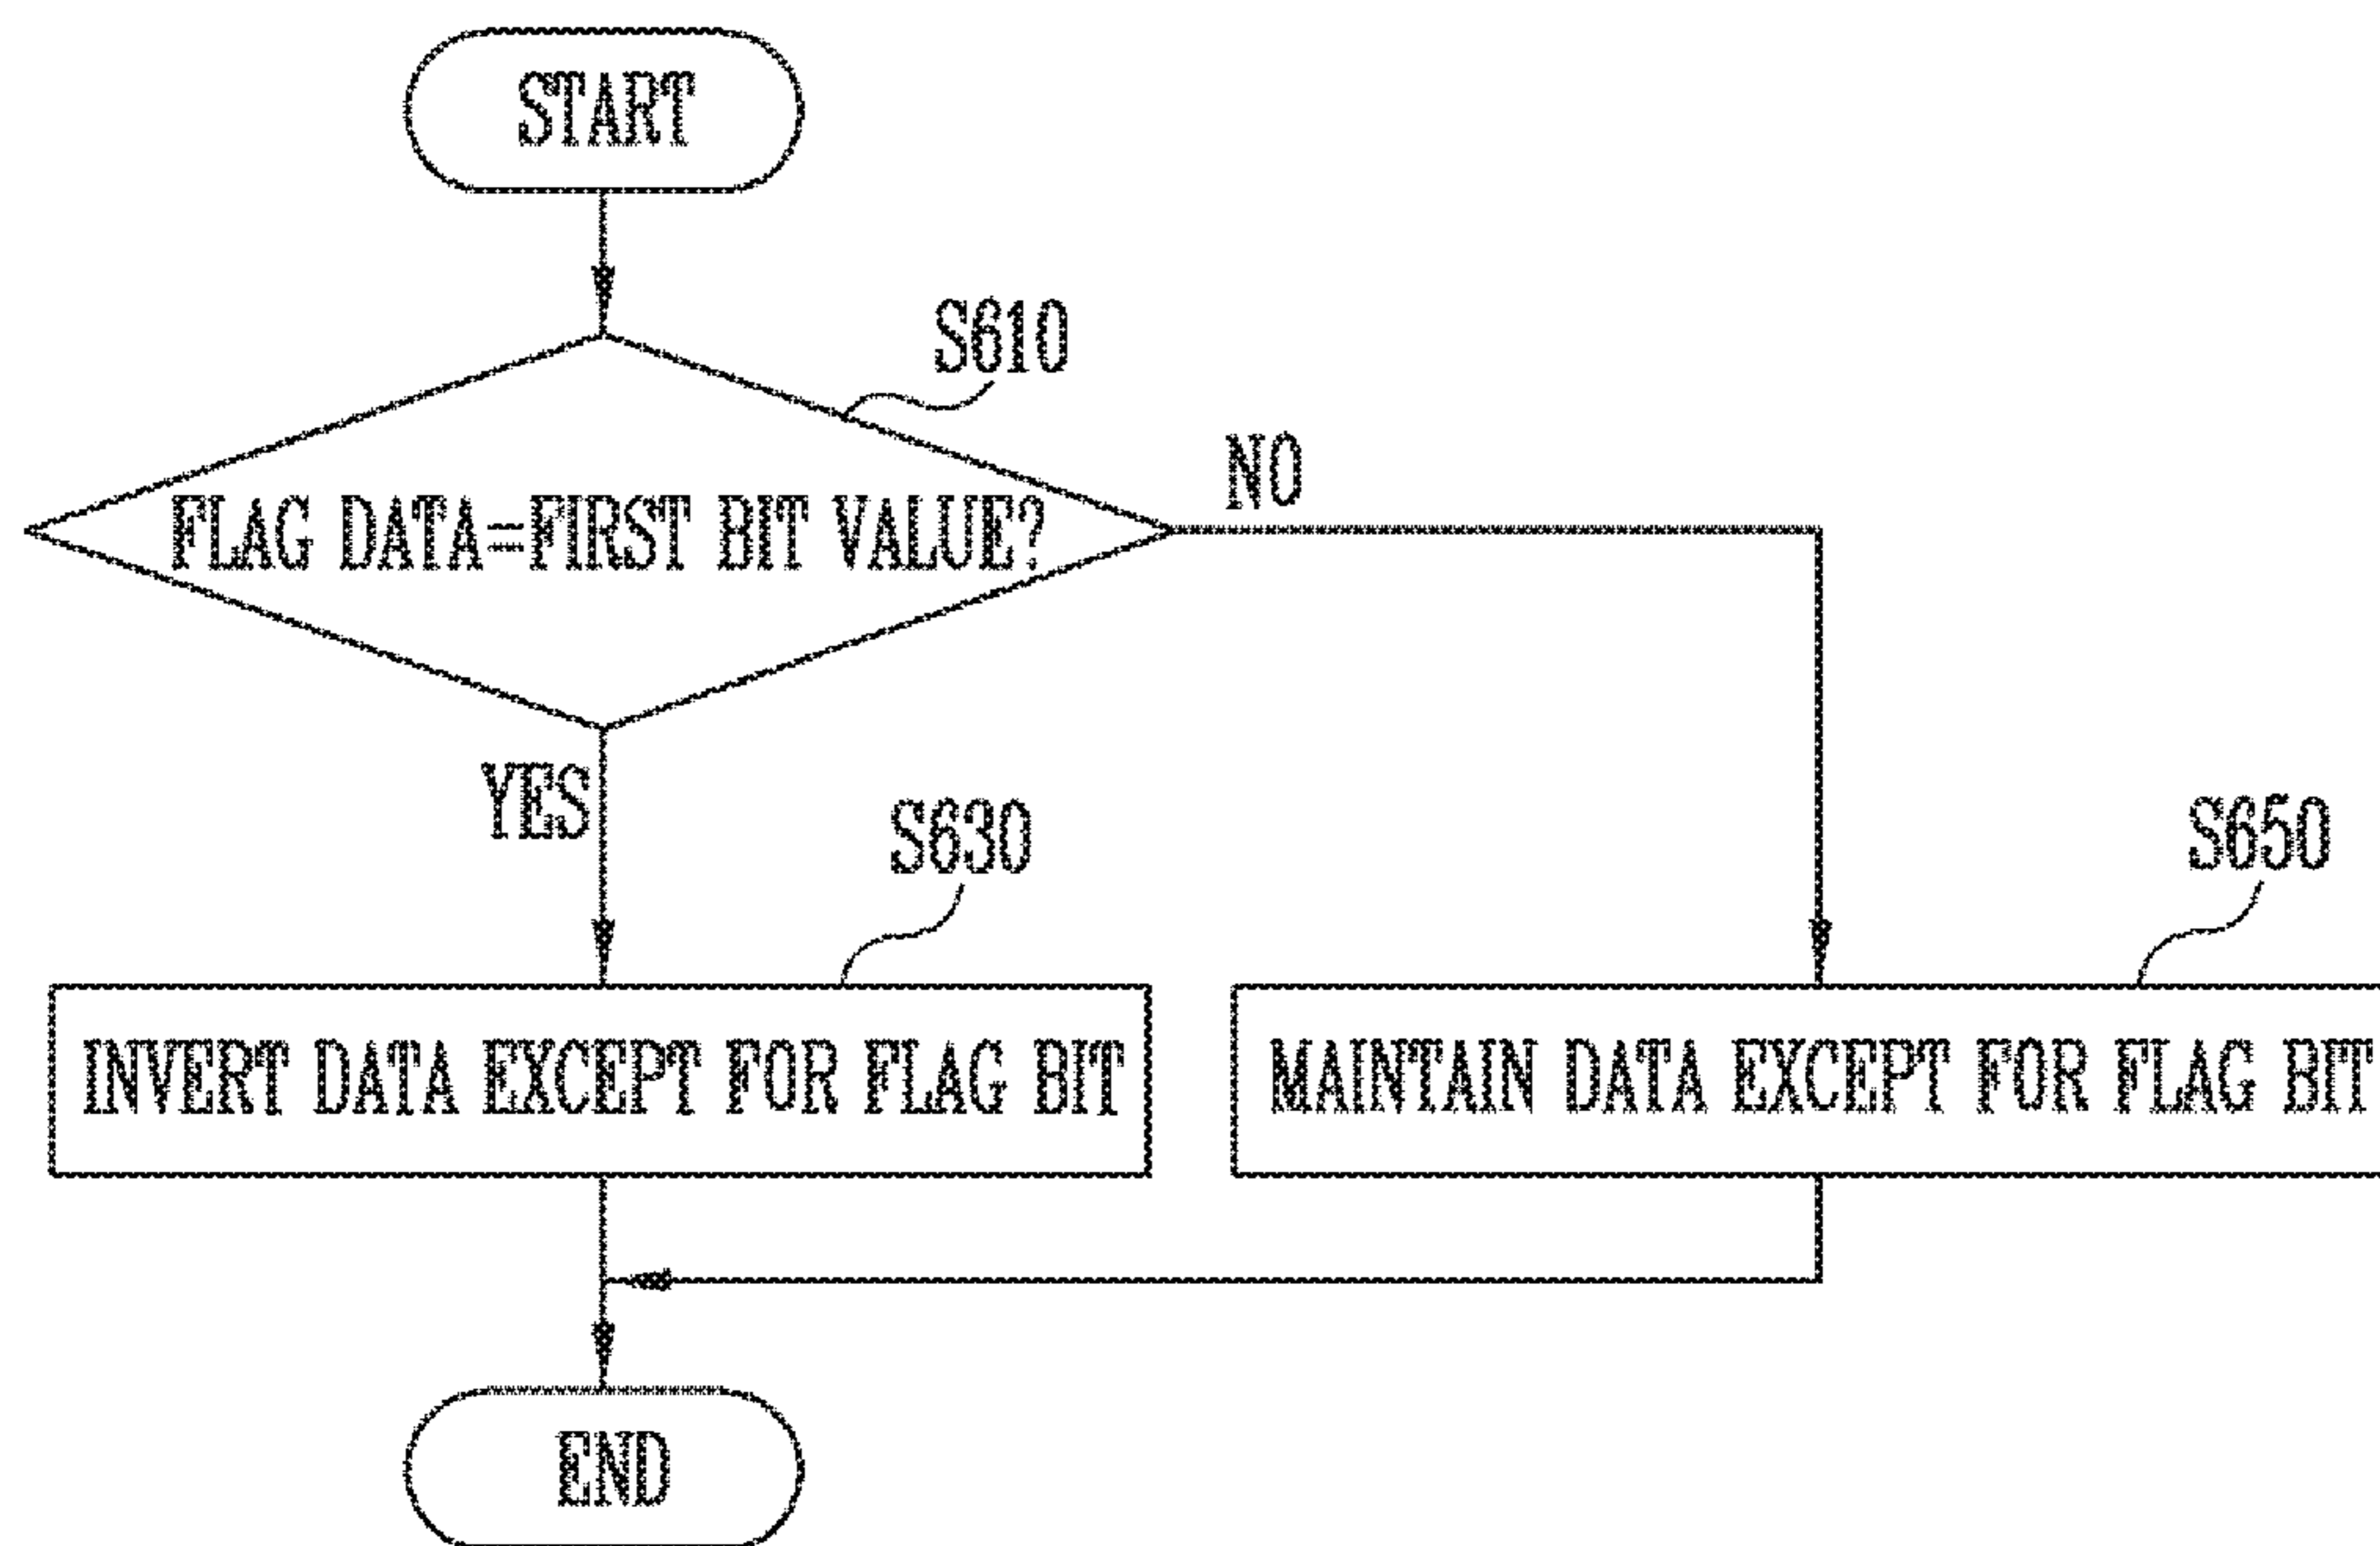 START
S610
NO
FLAG DATA=FIRST BIT VALUE?
YES
S630
S650
INVERT DATA EXCEPT FOR FLAG BIT
MAINTAIN DATA EXCEPT FOR FLAG BIT
END